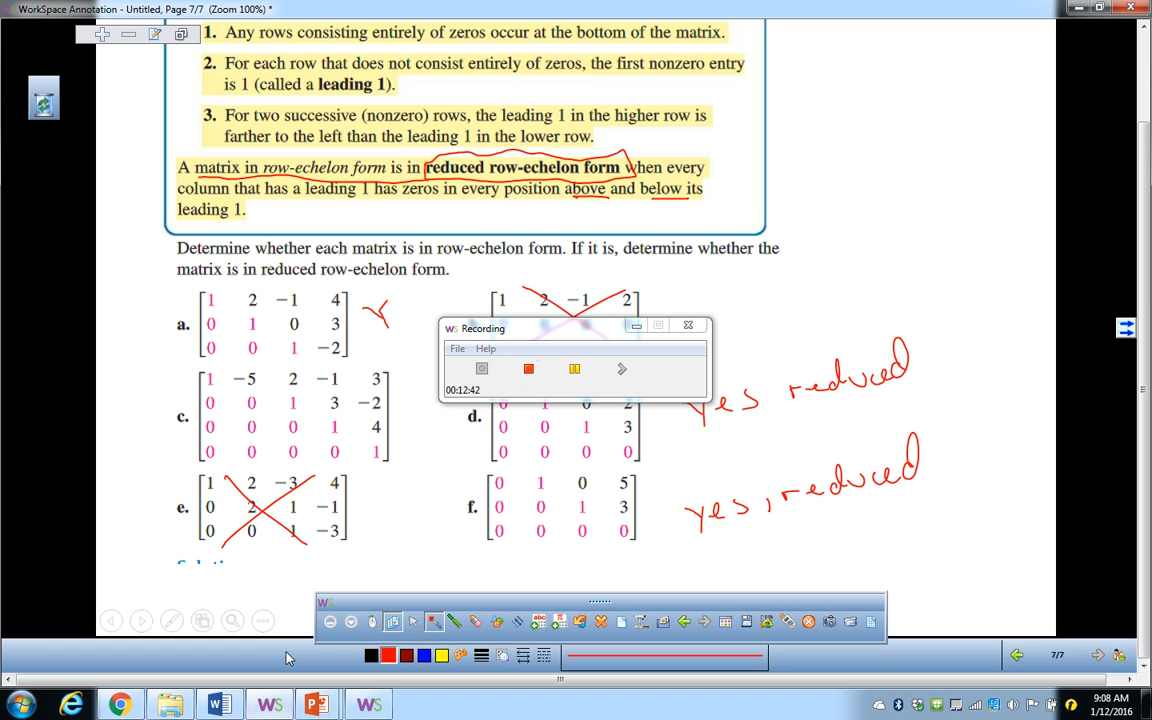 WorkSpace Annotation - Untitled, Page 7/7 (Zoom 100%) *
1. Any rows consisting entirely of zeros occur at the bottom of the matrix.
2. For each row that does not consist entirely of zeros, the first nonzero entry
is 1 (called a leading 1).
3. For two successive (nonzero) rows, the leading 1 in the higher row is
farther to the left than the leading 1 in the lower row.
A matrix in row-echelon form is in reduced row-echelon form when every
column that has a leading 1 has zeros in every position above and below its
leading 1.
Determine whether each matrix is in row-echelon form. If it is, determine whether the
matrix is in reduced row-echelon form.
1 2 −1 4
a. 0 1 0 3
0 0 1 −2
1 2 −1 2
WS Recording
File Help
00:12:42
1 −5 2 −1 3
0 0 1 3 −2
c. 0 0 0 1 4
0 0 0 0 1
0 1 0 2
d. 0 0 1 3
0 0 0 0
yes reduced
1 2 −3 4
e. 0 2 1 −1
0 0 1 −3
0 1 0 5
f. 0 0 1 3
0 0 0 0
yes, reduced
WS
abc
7/7
W WS P WS
9:08 AM
1/12/2016